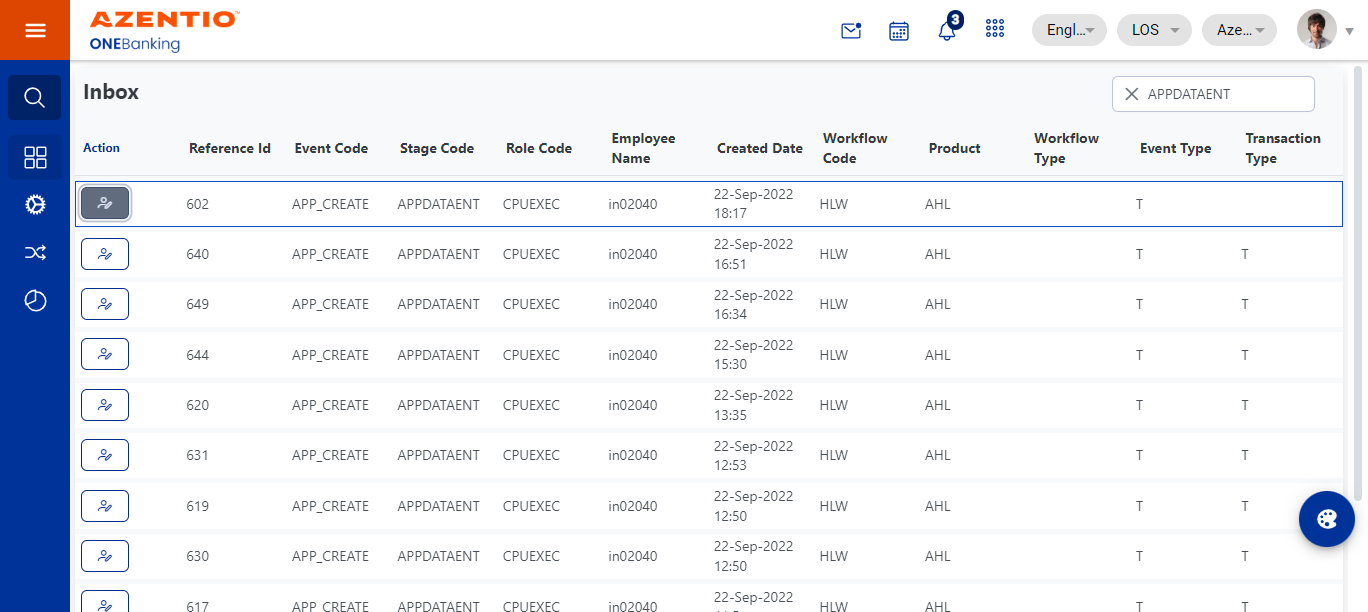 AZENTIO™
ONEBanking
3
Engl...
LOS
Aze...
Inbox
APPDATAENT
Action Reference Id Event Code Stage Code Role Code Employee Name Created Date Workflow Code Product Workflow Type Event Type Transaction Type
602 APP_CREATE APPDATAENT CPUEXEC in02040 22-Sep-2022 18:17 HLW AHL T
640 APP_CREATE APPDATAENT CPUEXEC in02040 22-Sep-2022 16:51 HLW AHL T T
649 APP_CREATE APPDATAENT CPUEXEC in02040 22-Sep-2022 16:34 HLW AHL T T
644 APP_CREATE APPDATAENT CPUEXEC in02040 22-Sep-2022 15:30 HLW AHL T T
620 APP_CREATE APPDATAENT CPUEXEC in02040 22-Sep-2022 13:35 HLW AHL T T
631 APP_CREATE APPDATAENT CPUEXEC in02040 22-Sep-2022 12:53 HLW AHL T T
619 APP_CREATE APPDATAENT CPUEXEC in02040 22-Sep-2022 12:50 HLW AHL T T
630 APP_CREATE APPDATAENT CPUEXEC in02040 22-Sep-2022 12:50 HLW AHL T T
617 APP_CREATE APPDATAENT CPUEXEC in02040 22-Sep-2022 HLW AHL T T